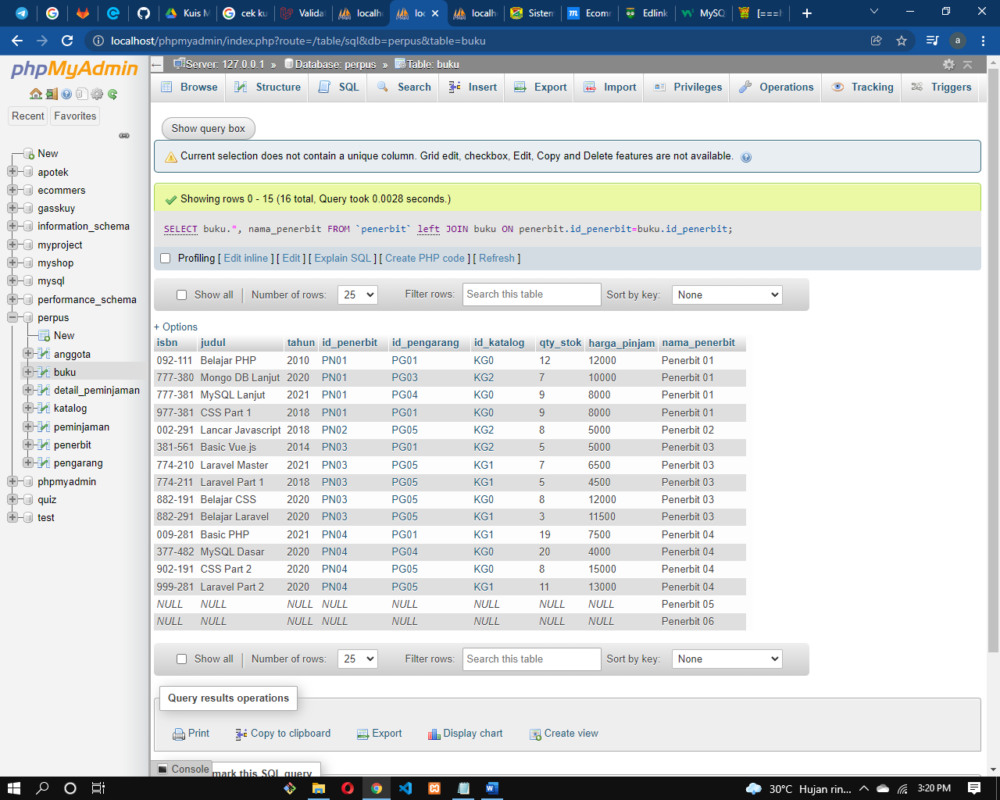 Kuis M
cek ku
Valida
localh
loc
localh
Sistem
Ecomr
Edlink
MySQ
[===h
localhost/phpmyadmin/index.php?route=/table/sql&db=perpus&table=buku
a
phpMyAdmin
Recent Favorites
New
apotek
ecommers
gasskuy
information_schema
myproject
myshop
mysql
performance_schema
perpus
New
anggota
buku
detail_peminjaman
katalog
peminjaman
penerbit
pengarang
phpmyadmin
quiz
test
Server: 127.0.0.1 » Database: perpus » Table: buku
Browse Structure SQL Search Insert Export Import Privileges Operations Tracking Triggers
Show query box
Current selection does not contain a unique column. Grid edit, checkbox, Edit, Copy and Delete features are not available.
Showing rows 0 - 15 (16 total, Query took 0.0028 seconds.)
SELECT buku.*, nama_penerbit FROM `penerbit` left JOIN buku ON penerbit.id_penerbit=buku.id_penerbit;
Profiling [ Edit inline ] [ Edit ] [ Explain SQL ] [ Create PHP code ] [ Refresh ]
Show all | Number of rows: 25 Filter rows: Search this table Sort by key: None
+ Options
isbn judul tahun id_penerbit id_pengarang id_katalog qty_stok harga_pinjam nama_penerbit
092-111 Belajar PHP 2010 PN01 PG01 KG0 12 12000 Penerbit 01
777-380 Mongo DB Lanjut 2020 PN01 PG03 KG2 7 10000 Penerbit 01
777-381 MySQL Lanjut 2021 PN01 PG04 KG0 9 8000 Penerbit 01
977-381 CSS Part 1 2018 PN01 PG01 KG0 9 8000 Penerbit 01
002-291 Lancar Javascript 2018 PN02 PG05 KG2 8 5000 Penerbit 02
381-561 Basic Vue.js 2014 PN03 PG01 KG2 5 5000 Penerbit 03
774-210 Laravel Master 2021 PN03 PG05 KG1 7 6500 Penerbit 03
774-211 Laravel Part 1 2018 PN03 PG05 KG1 5 4500 Penerbit 03
882-191 Belajar CSS 2020 PN03 PG05 KG0 8 12000 Penerbit 03
882-291 Belajar Laravel 2020 PN03 PG05 KG1 3 11500 Penerbit 03
009-281 Basic PHP 2021 PN04 PG01 KG1 19 7500 Penerbit 04
377-482 MySQL Dasar 2020 PN04 PG04 KG0 20 4000 Penerbit 04
902-191 CSS Part 2 2020 PN04 PG05 KG0 8 15000 Penerbit 04
999-281 Laravel Part 2 2020 PN04 PG05 KG1 11 13000 Penerbit 04
NULL NULL NULL NULL NULL NULL NULL NULL Penerbit 05
NULL NULL NULL NULL NULL NULL NULL NULL Penerbit 06
Show all | Number of rows: 25 Filter rows: Search this table Sort by key: None
Query results operations
Print Copy to clipboard Export Display chart Create view
Console
mark this SQL query
30°C Hujan rin... 3:20 PM